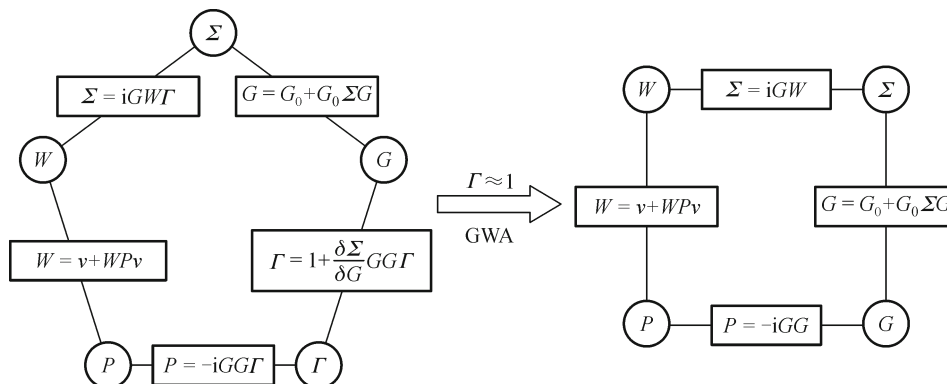 Σ
Σ = iGWΓ
G = G₀+G₀ΣG
W
G
W = v+WPv
Γ = 1+ δΣ/δG GGΓ
P
P = −iGGΓ
Γ
Γ ≈ 1
GWA
W
Σ = iGW
Σ
W = v+WPv
G = G₀+G₀ΣG
P
P = −iGG
G